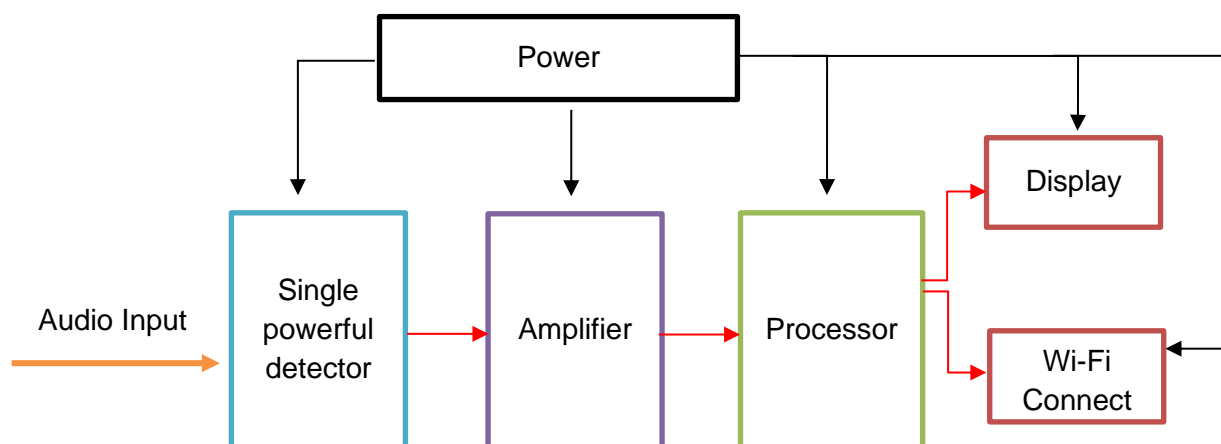 Power
Display
Single
powerful
detector
Audio Input
Amplifier
Processor
Wi-Fi
Connect